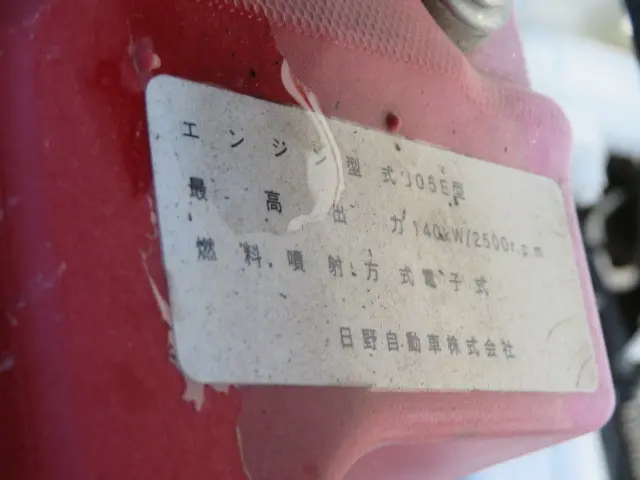 エンジン型式J05E型
最高出力140kW/2500r.p.m
燃料噴射方式電子式
日野自動車株式会社